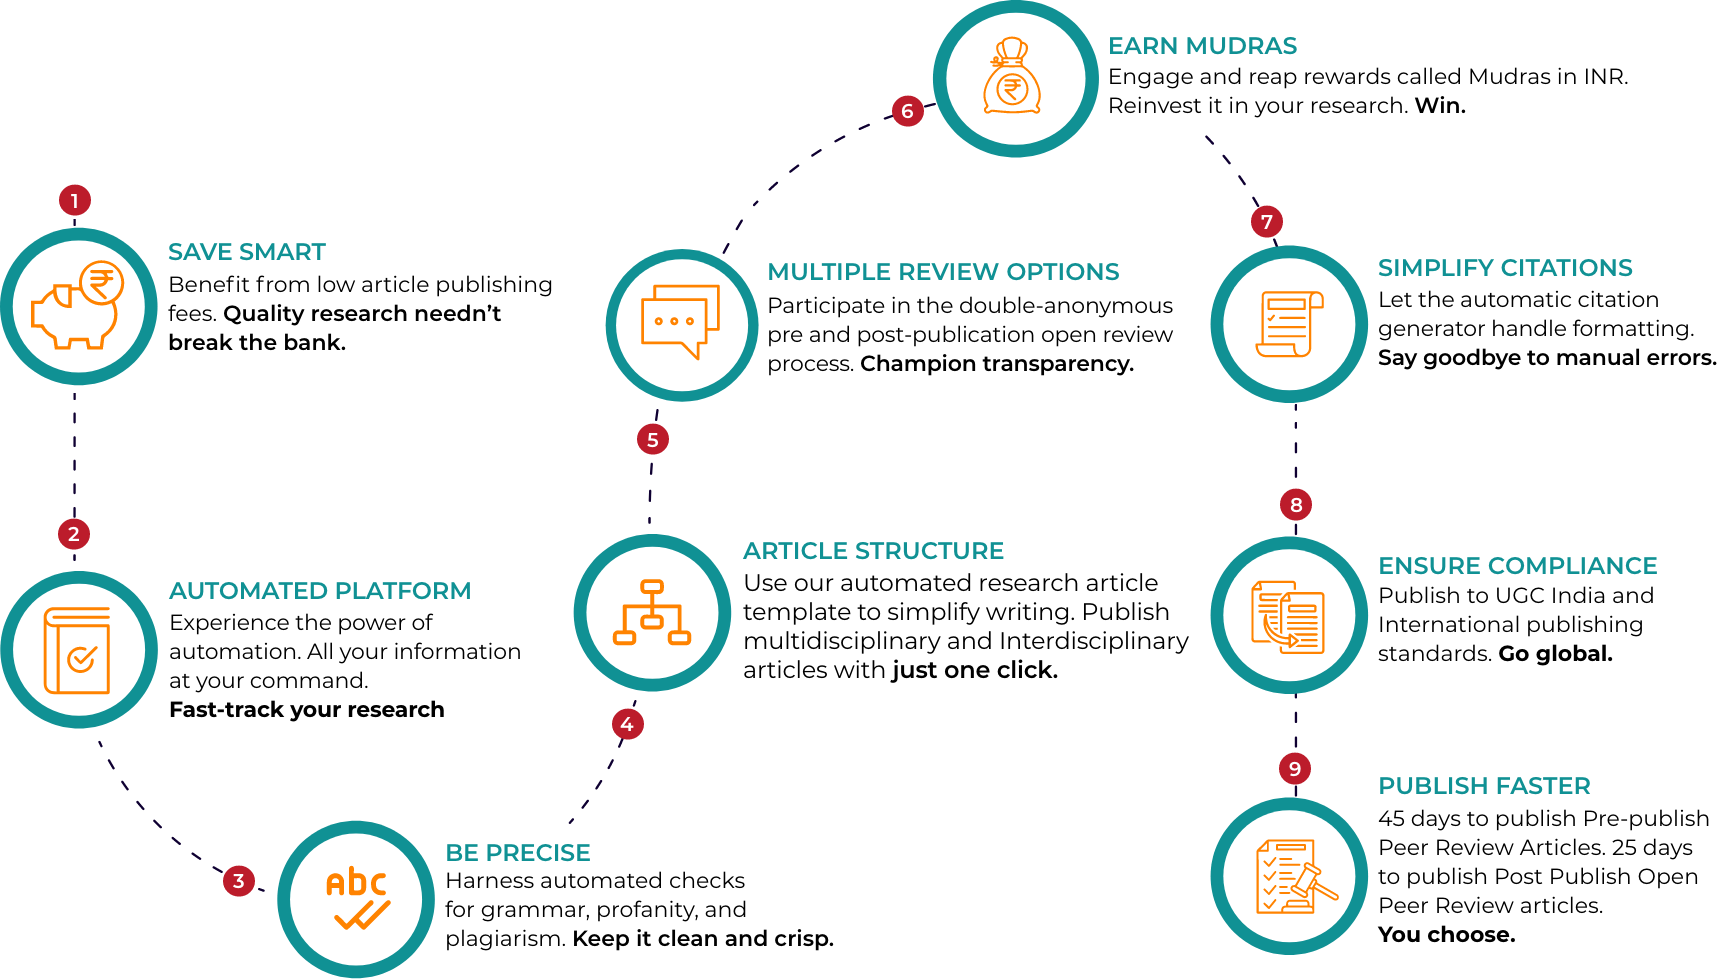 1
SAVE SMART
Benefit from low article publishing
fees. Quality research needn’t
break the bank.
2
AUTOMATED PLATFORM
Experience the power of
automation. All your information
at your command.
Fast-track your research
3
abc
BE PRECISE
Harness automated checks
for grammar, profanity, and
plagiarism. Keep it clean and crisp.
4
ARTICLE STRUCTURE
Use our automated research article
template to simplify writing. Publish
multidisciplinary and Interdisciplinary
articles with just one click.
5
MULTIPLE REVIEW OPTIONS
Participate in the double-anonymous
pre and post-publication open review
process. Champion transparency.
6
EARN MUDRAS
Engage and reap rewards called Mudras in INR.
Reinvest it in your research. Win.
7
SIMPLIFY CITATIONS
Let the automatic citation
generator handle formatting.
Say goodbye to manual errors.
8
ENSURE COMPLIANCE
Publish to UGC India and
International publishing
standards. Go global.
9
PUBLISH FASTER
45 days to publish Pre-publish
Peer Review Articles. 25 days
to publish Post Publish Open
Peer Review articles.
You choose.